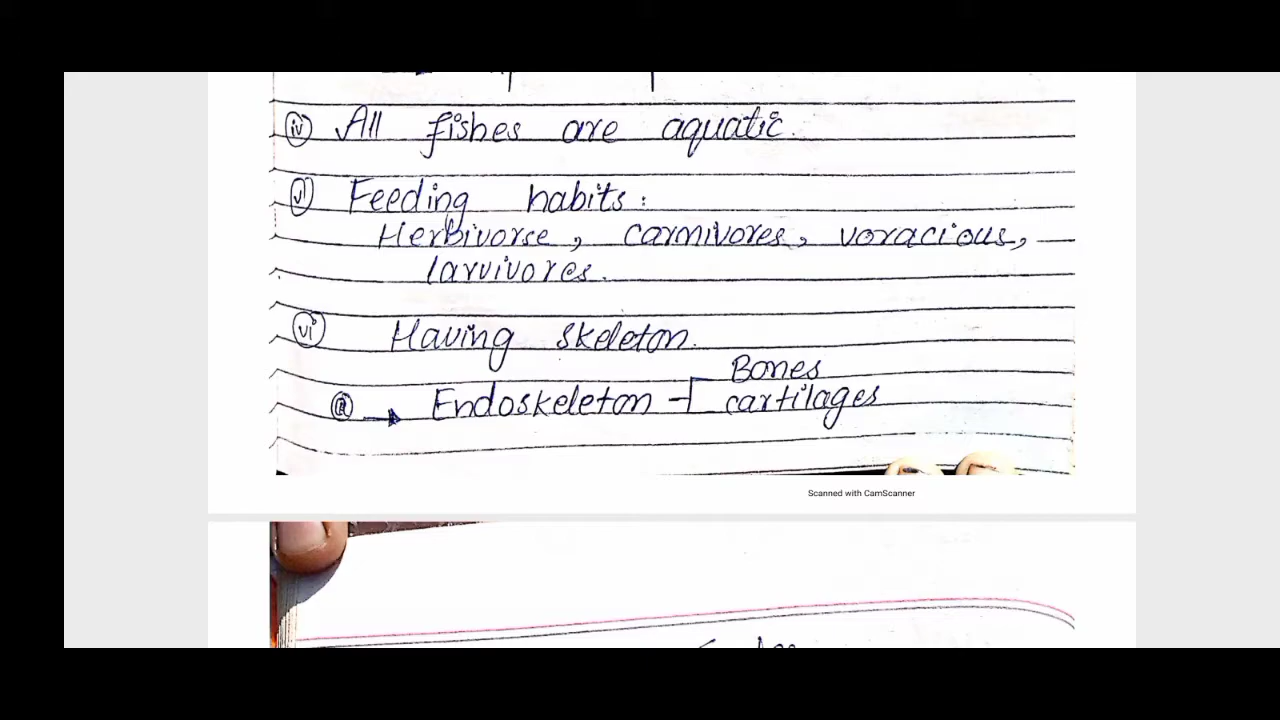 iv All fishes are aquatic.
v Feeding habits:
Herbivorse, carnivores, voracious,
larvivores.
vi Having skeleton.
Bones
a → Endoskeleton - cartilages
Scanned with CamScanner